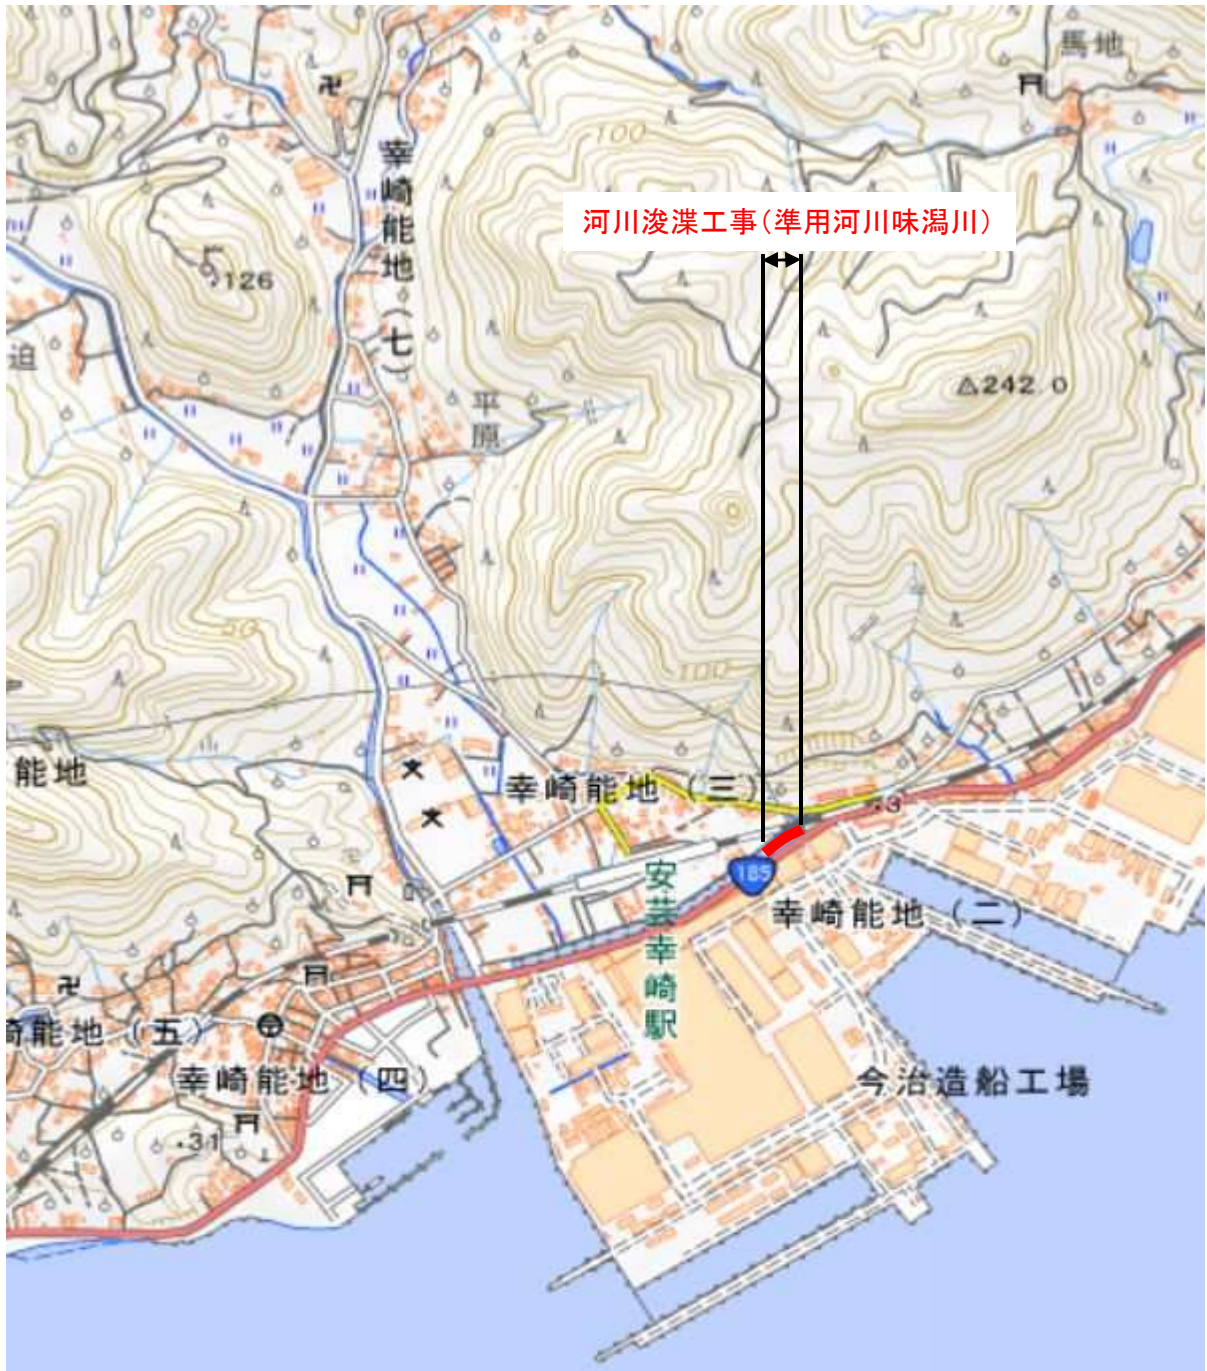 馬地
100
幸崎能地(七)
河川浚渫工事(準用河川味潟川)
126
迫
242.0
平原
50
100
能地
幸崎能地(三)
3
185
安芸幸崎駅
幸崎能地(二)
崎能地(五)
幸崎能地(四)
今治造船工場
31